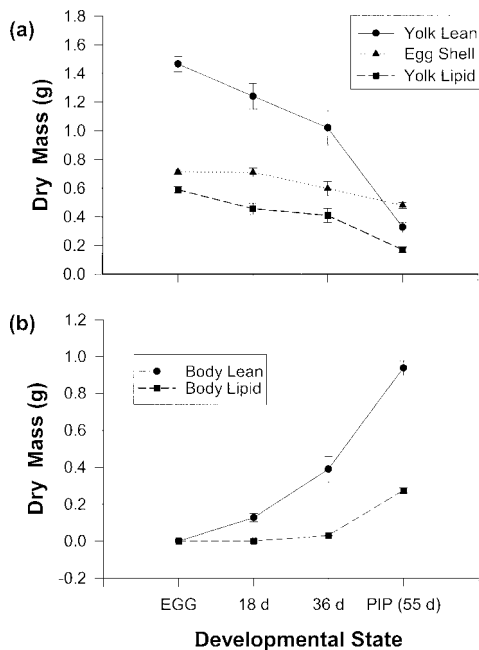 (a)
Dry Mass (g)
1.8
1.6
1.4
1.2
1.0
0.8
0.6
0.4
0.2
0.0
Yolk Lean
Egg Shell
Yolk Lipid
(b)
Dry Mass (g)
1.2
1.0
0.8
0.6
0.4
0.2
0.0
-0.2
Body Lean
Body Lipid
EGG 18 d 36 d PIP (55 d)
Developmental State